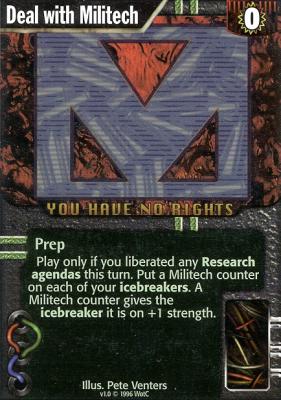 Deal with Militech
0
YOU HAVE NO RIGHTS
Prep
Play only if you liberated any Research
agendas this turn. Put a Militech counter
on each of your icebreakers. A
Militech counter gives the
icebreaker it is on +1 strength.
Illus. Pete Venters
v1.0 © 1996 WotC